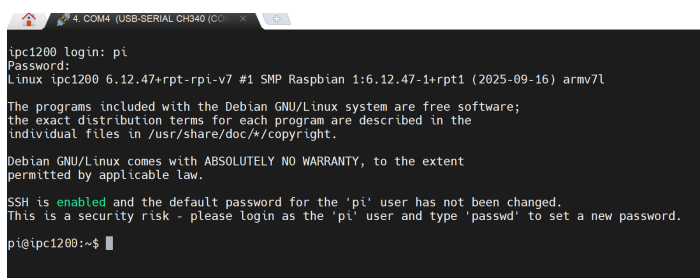 4. COM4 (USB-SERIAL CH340 (CO
ipc1200 login: pi
Password:
Linux ipc1200 6.12.47+rpt-rpi-v7 #1 SMP Raspbian 1:6.12.47-1+rpt1 (2025-09-16) armv7l
The programs included with the Debian GNU/Linux system are free software;
the exact distribution terms for each program are described in the
individual files in /usr/share/doc/*/copyright.
Debian GNU/Linux comes with ABSOLUTELY NO WARRANTY, to the extent
permitted by applicable law.
SSH is enabled and the default password for the 'pi' user has not been changed.
This is a security risk - please login as the 'pi' user and type 'passwd' to set a new password.
pi@ipc1200:~$